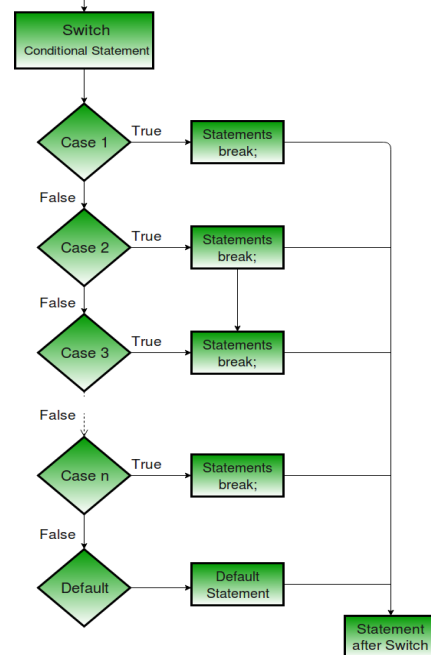 Switch
Conditional Statement
Case 1
True
Statements
break;
False
Case 2
True
Statements
break;
False
Case 3
True
Statements
break;
False
Case n
True
Statements
break;
False
Default
Default
Statement
Statement
after Switch